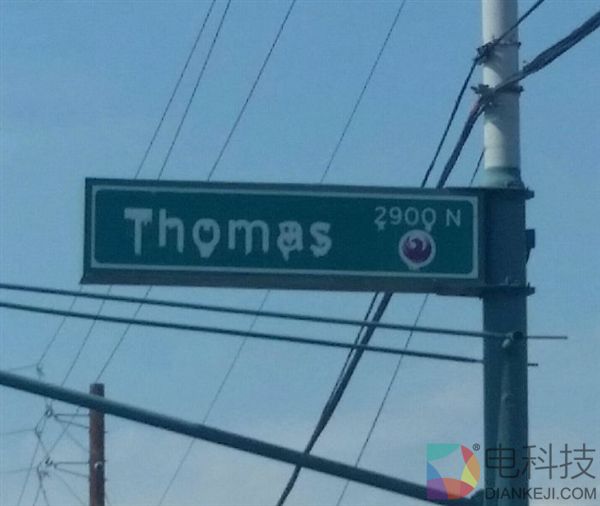 Thomas
2900 N
®电科技
DIANKEJI.COM